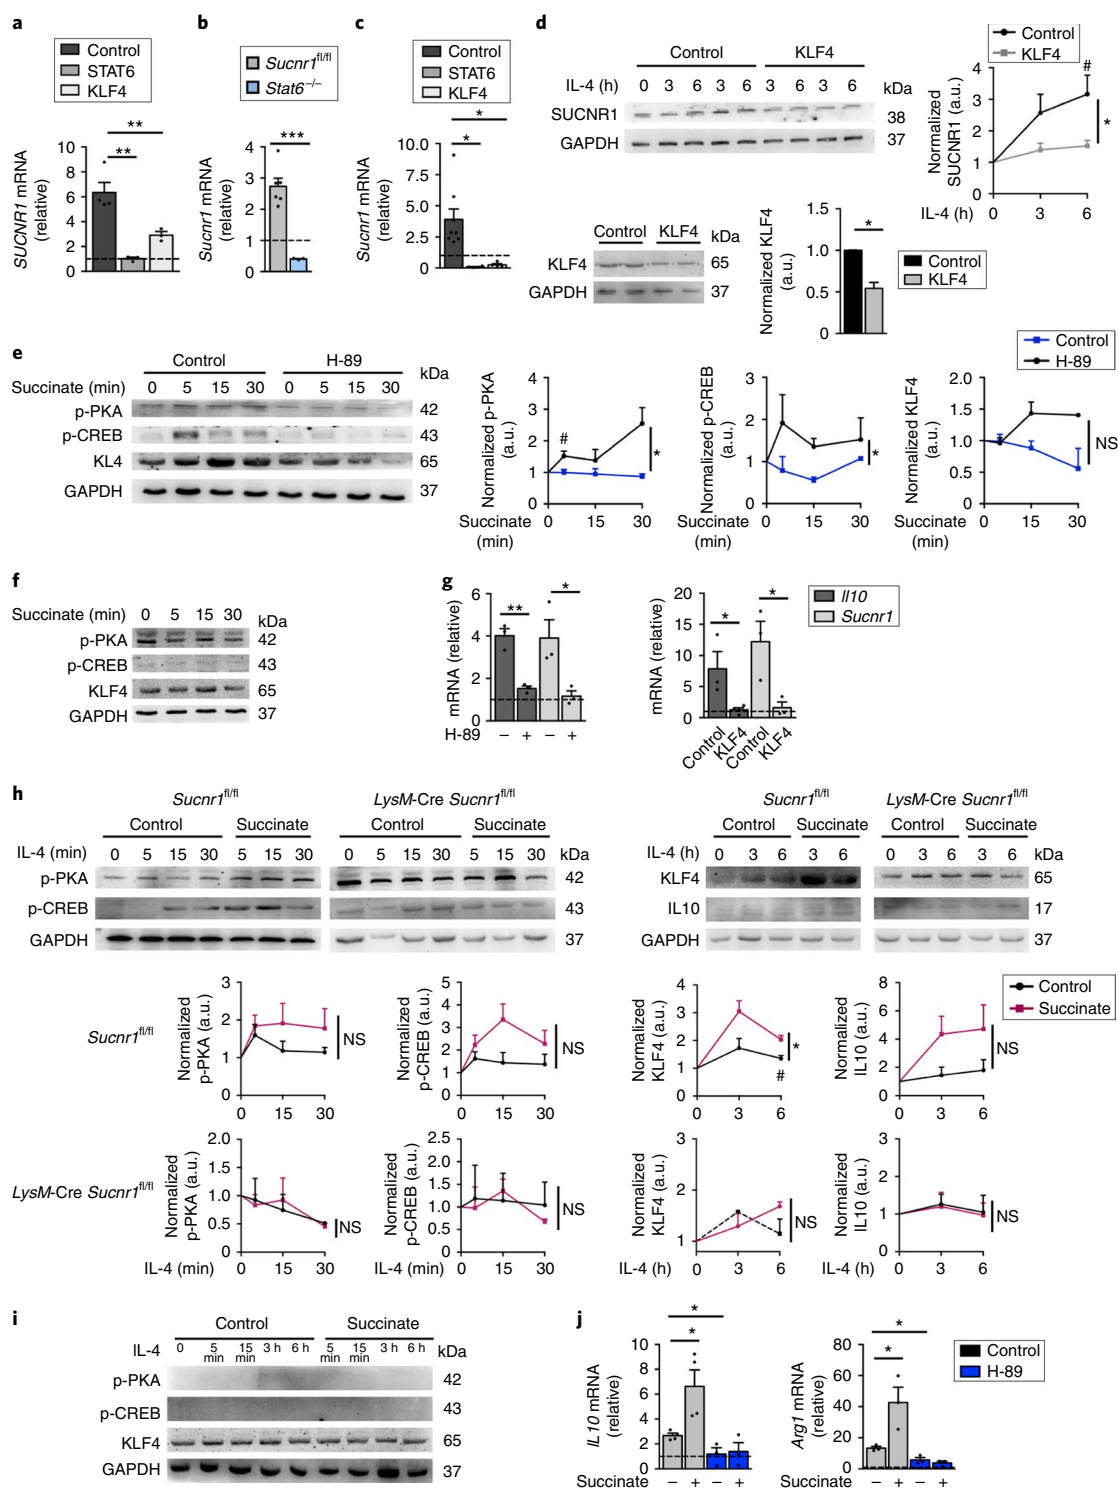 a
Control
STAT6
KLF4
**
**
10
8
6
4
2
0
SUCNR1 mRNA
(relative)
b
Sucnr1fl/fl
Stat6–/–
***
4
3
2
1
0
Sucnr1 mRNA
(relative)
c
Control
STAT6
KLF4
*
*
10.0
7.5
5.0
2.5
0
Sucnr1 mRNA
(relative)
d
Control KLF4
IL-4 (h) 0 3 6 3 6 0 3 6 3 6 kDa
SUCNR1 38
GAPDH 37
Control KLF4 kDa
KLF4 65
GAPDH 37
1.5
1.0
0.5
0
Normalized KLF4
(a.u.)
*
Control
KLF4
Control
KLF4
#
4
3
2
1
0
*
Normalized
SUCNR1 (a.u.)
IL-4 (h) 0 3 6
e
Control H-89
Succinate (min) 0 5 15 30 0 5 15 30 kDa
p-PKA 42
p-CREB 43
KL4 65
GAPDH 37
4
3
2
1
0
Normalized p-PKA
(a.u.)
#
*
Succinate 0 15 30
(min)
3
2
1
0
Normalized p-CREB
(a.u.)
*
Succinate 0 15 30
(min)
Control
H-89
2.0
1.5
1.0
0.5
0
Normalized KLF4
(a.u.)
NS
Succinate 0 15 30
(min)
f
Succinate (min) 0 5 15 30 kDa
p-PKA 42
p-CREB 43
KLF4 65
GAPDH 37
g
6
4
2
0
mRNA (relative)
**
*
H-89 – + – +
20
15
10
5
0
mRNA (relative)
*
*
Control KLF4 Control KLF4
Il10
Sucnr1
h
Sucnr1fl/fl LysM-Cre Sucnr1fl/fl
Control Succinate Control Succinate
IL-4 (min) 0 5 15 30 5 15 30 0 5 15 30 5 15 30 kDa
p-PKA 42
p-CREB 43
GAPDH 37
Sucnr1fl/fl LysM-Cre Sucnr1fl/fl
Control Succinate Control Succinate
IL-4 (h) 0 3 6 3 6 0 3 6 3 6 kDa
KLF4 65
IL10 17
GAPDH 37
Sucnr1fl/fl
3
2
1
0
Normalized
p-PKA (a.u.)
NS
0 15 30
5
4
3
2
1
0
Normalized
p-CREB (a.u.)
NS
0 15 30
4
3
2
1
0
Normalized
KLF4 (a.u.)
*
#
0 3 6
8
6
4
2
0
Normalized
IL10 (a.u.)
NS
0 3 6
Control
Succinate
LysM-Cre Sucnr1fl/fl
2.0
1.5
1.0
0.5
0
Normalized
p-PKA (a.u.)
NS
IL-4 (min) 0 15 30
2.5
2.0
1.5
1.0
0.5
0
Normalized
p-CREB (a.u.)
NS
IL-4 (min) 0 15 30
3
2
1
Normalized
KLF4 (a.u.)
NS
IL-4 (h) 0 3 6
3
2
1
0
Normalized
IL10 (a.u.)
NS
IL-4 (h) 0 3 6
i
Control Succinate
IL-4 0 5 min 15 min 3 h 6 h 5 min 15 min 3 h 6 h kDa
p-PKA 42
p-CREB 43
KLF4 65
GAPDH 37
j
*
*
10
8
6
4
2
0
IL10 mRNA
(relative)
Succinate – + – +
*
*
80
60
40
20
0
Arg1 mRNA
(relative)
Succinate – + – +
Control
H-89